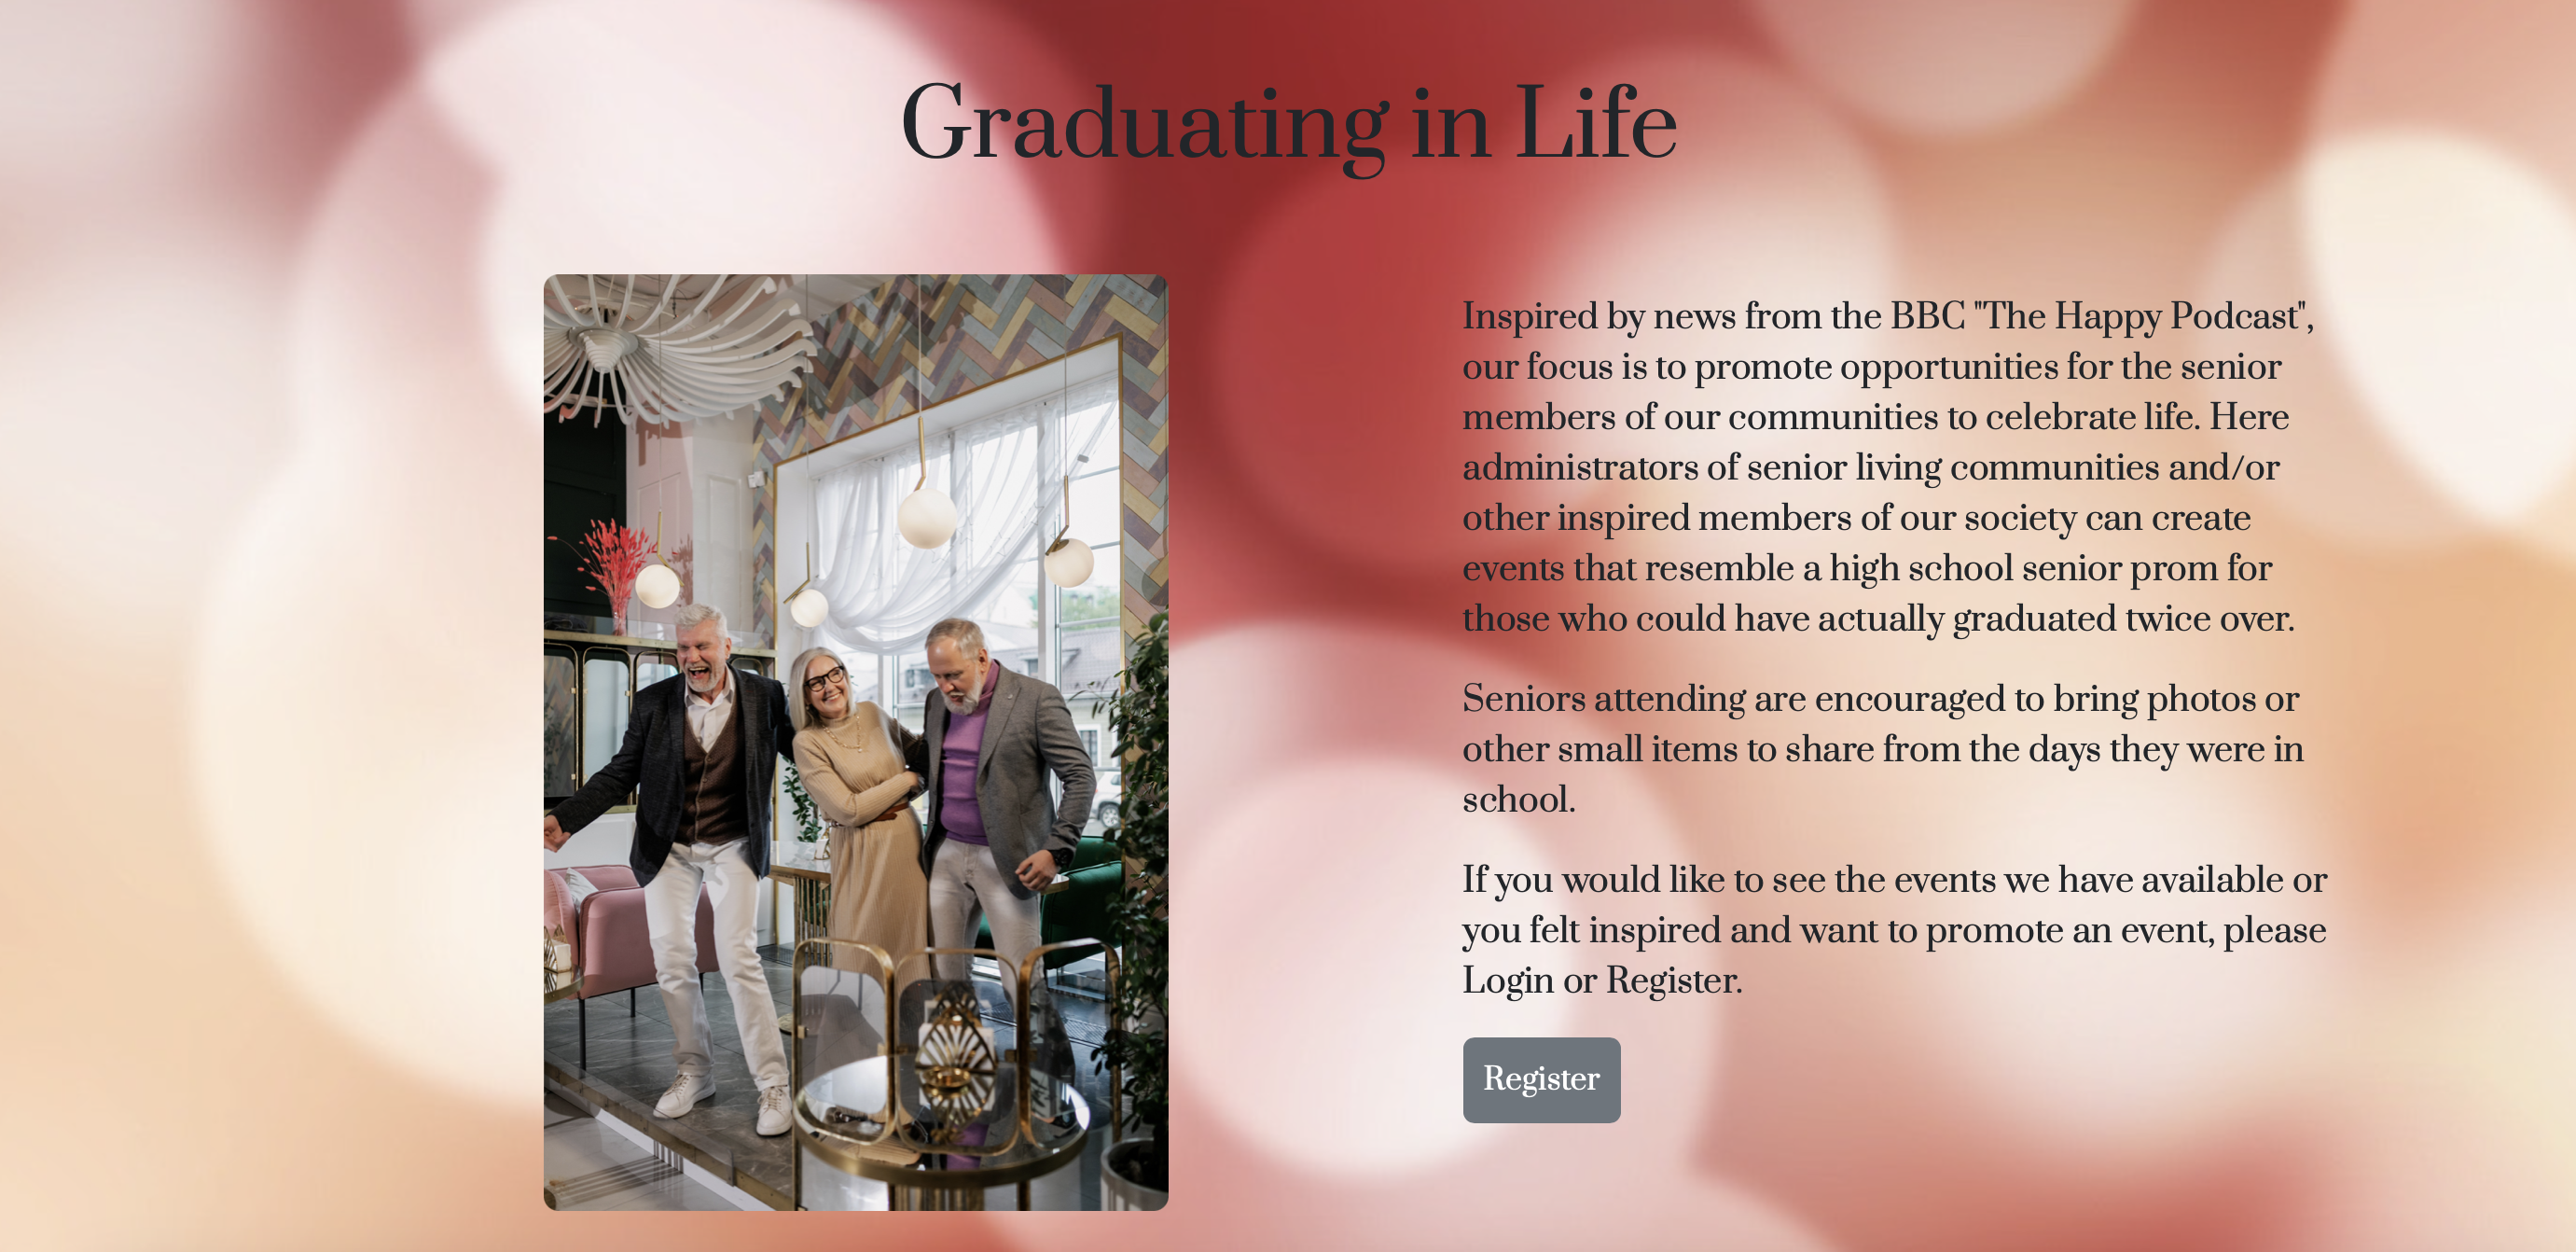 Graduating in Life
Inspired by news from the BBC "The Happy Podcast",
our focus is to promote opportunities for the senior
members of our communities to celebrate life. Here
administrators of senior living communities and/or
other inspired members of our society can create
events that resemble a high school senior prom for
those who could have actually graduated twice over.
Seniors attending are encouraged to bring photos or
other small items to share from the days they were in
school.
If you would like to see the events we have available or
you felt inspired and want to promote an event, please
Login or Register.
Register